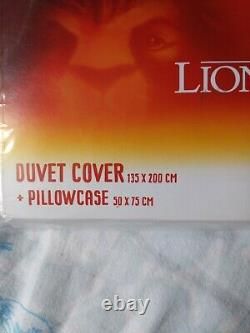 LION
DUVET COVER 135 X 200 CM
+ PILLOWCASE 50 X 75 CM